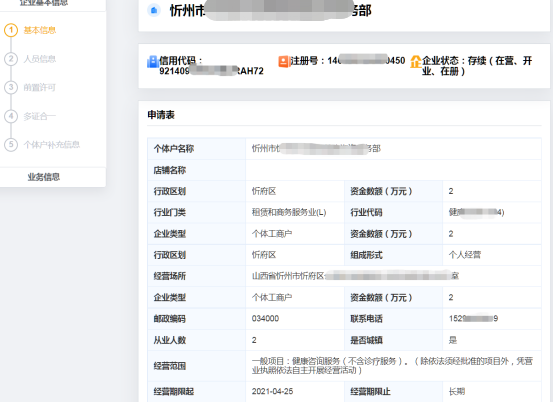 企业基本信息
1 基本信息
2 人员信息
3 前置许可
4 多证合一
5 个体户补充信息
业务信息
忻州市 务部
信用代码：
921409 RAH72
注册号：140 0450
企业状态：存续（在营、开
业、在册）
申请表
个体户名称 忻州市 务部
店铺名称
行政区划 忻府区 资金数额（万元） 2
行业门类 租赁和商务服务业(L) 行业代码 健 4)
企业类型 个体工商户 资金数额（万元） 2
行政区划 忻府区 组成形式 个人经营
经营场所 山西省忻州市忻府区 室
企业类型 个体工商户 资金数额（万元） 2
邮政编码 034000 联系电话 152 9
从业人数 2 是否城镇 是
经营范围 一般项目：健康咨询服务（不含诊疗服务）。（除依法须经批准的项目外，凭营
业执照依法自主开展经营活动）
经营期限起 2021-04-25 经营期限止 长期